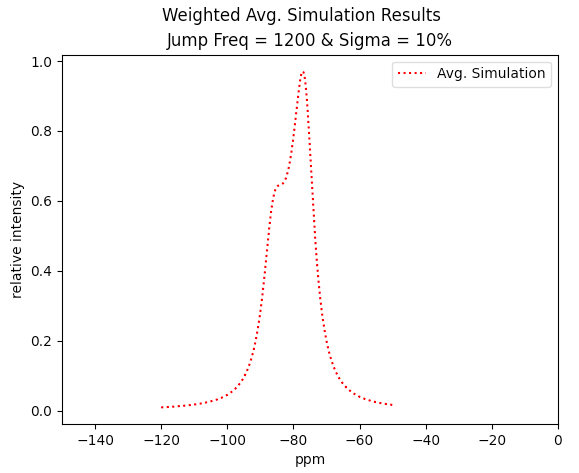 Weighted Avg. Simulation Results
Jump Freq = 1200 & Sigma = 10%
Avg. Simulation
relative intensity
1.0
0.8
0.6
0.4
0.2
0.0
−140 −120 −100 −80 −60 −40 −20 0
ppm